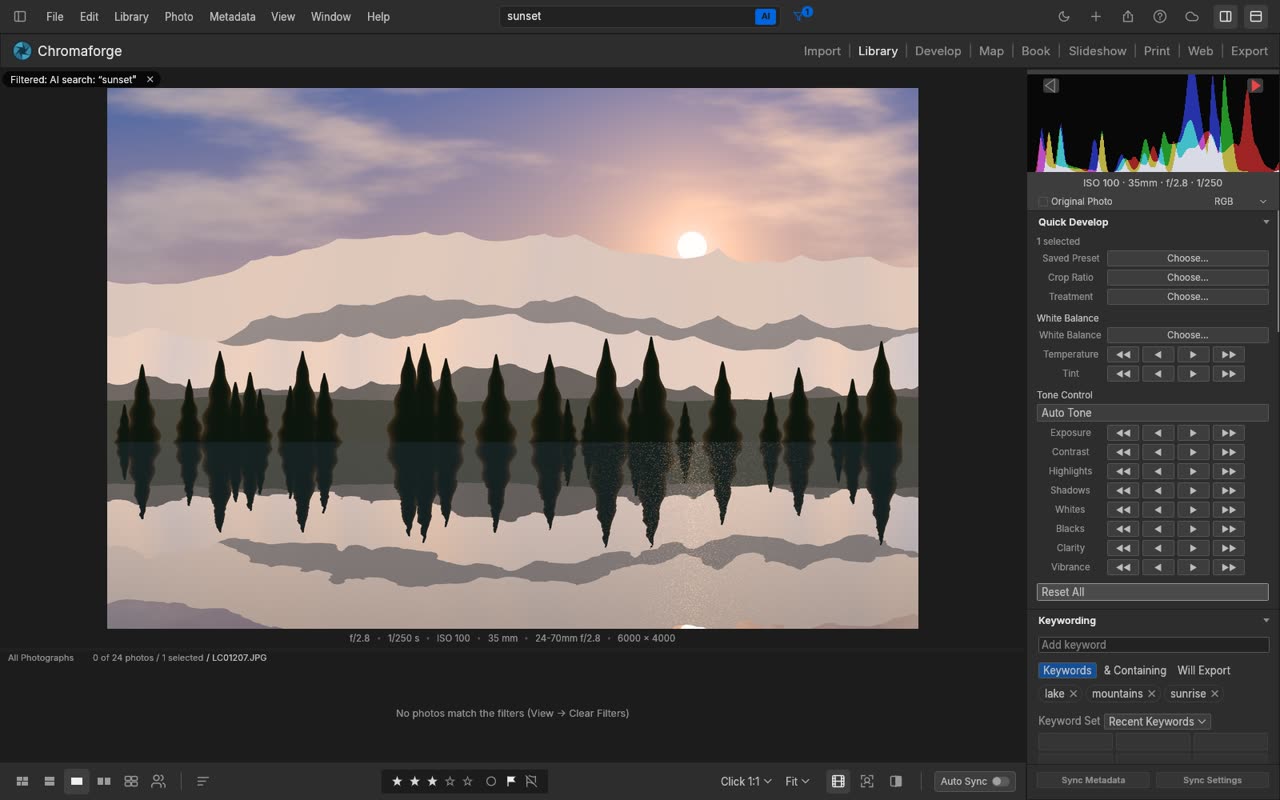 File Edit Library Photo Metadata View Window Help
sunset
AI
1
Chromaforge
Import Library Develop Map Book Slideshow Print Web Export
Filtered: AI search: “sunset”
ISO 100 · 35mm · f/2.8 · 1/250
Original Photo RGB
Quick Develop
1 selected
Saved Preset Choose...
Crop Ratio Choose...
Treatment Choose...
White Balance
White Balance Choose...
Temperature
Tint
Tone Control
Auto Tone
Exposure
Contrast
Highlights
Shadows
Whites
Blacks
Clarity
Vibrance
Reset All
Keywording
Add keyword
Keywords & Containing Will Export
lake mountains sunrise
Keyword Set Recent Keywords
Sync Metadata Sync Settings
f/2.8 · 1/250 s · ISO 100 · 35 mm · 24-70mm f/2.8 · 6000 × 4000
All Photographs 0 of 24 photos / 1 selected / LC01207.JPG
No photos match the filters (View → Clear Filters)
Click 1:1 Fit Auto Sync